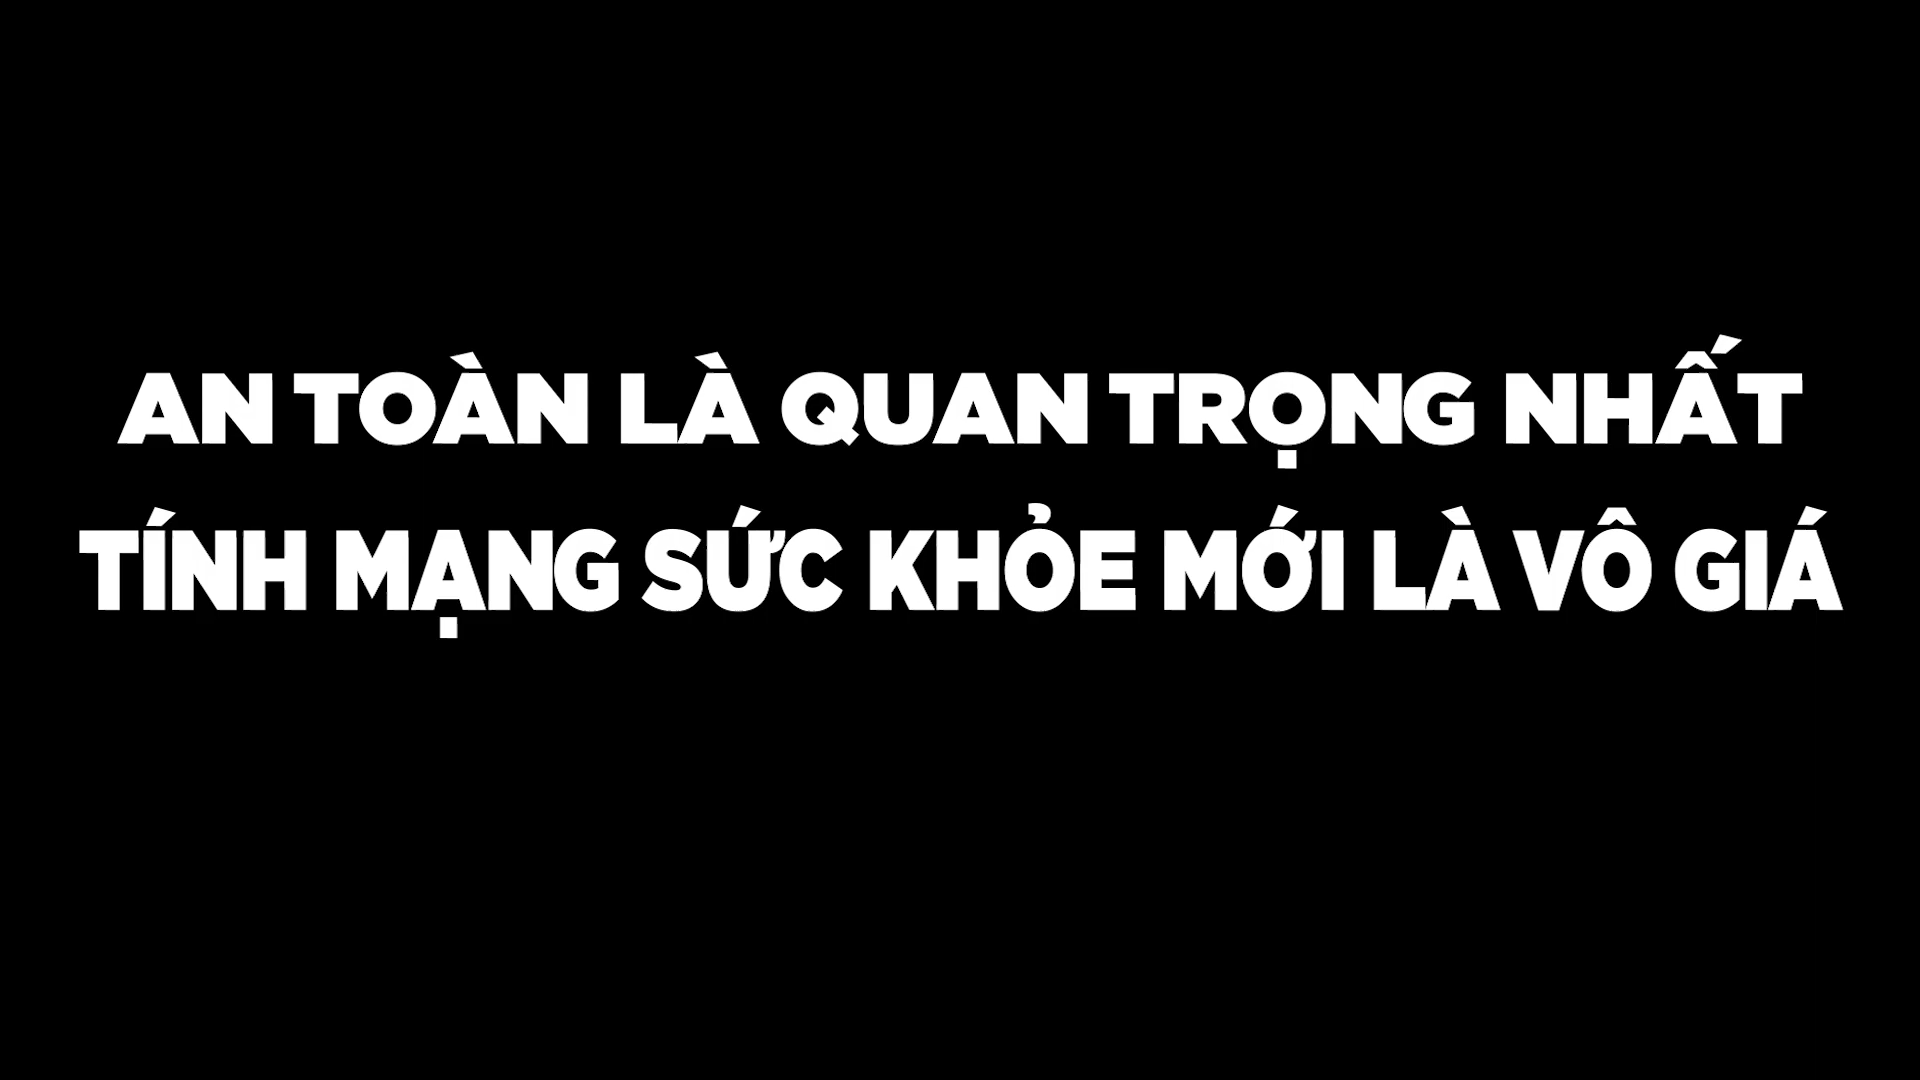 AN TOÀN LÀ QUAN TRỌNG NHẤT
TÍNH MẠNG SỨC KHỎE MỚI LÀ VÔ GIÁ